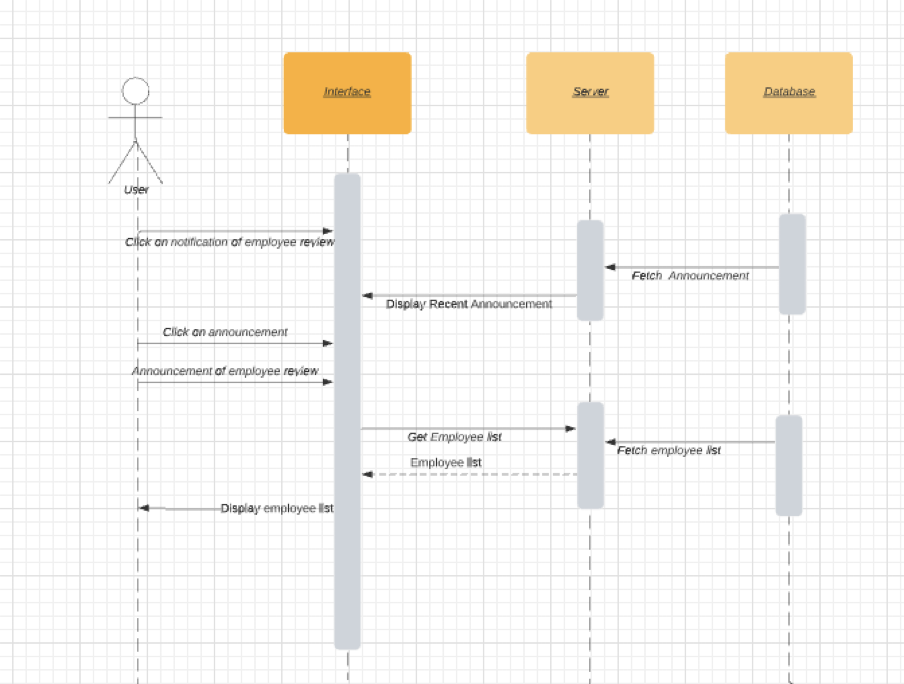 Interface
Server
Database
User
Click on notification of employee review
Fetch Announcement
Display Recent Announcement
Click on announcement
Announcement of employee review
Get Employee list
Fetch employee list
Employee list
Display employee list